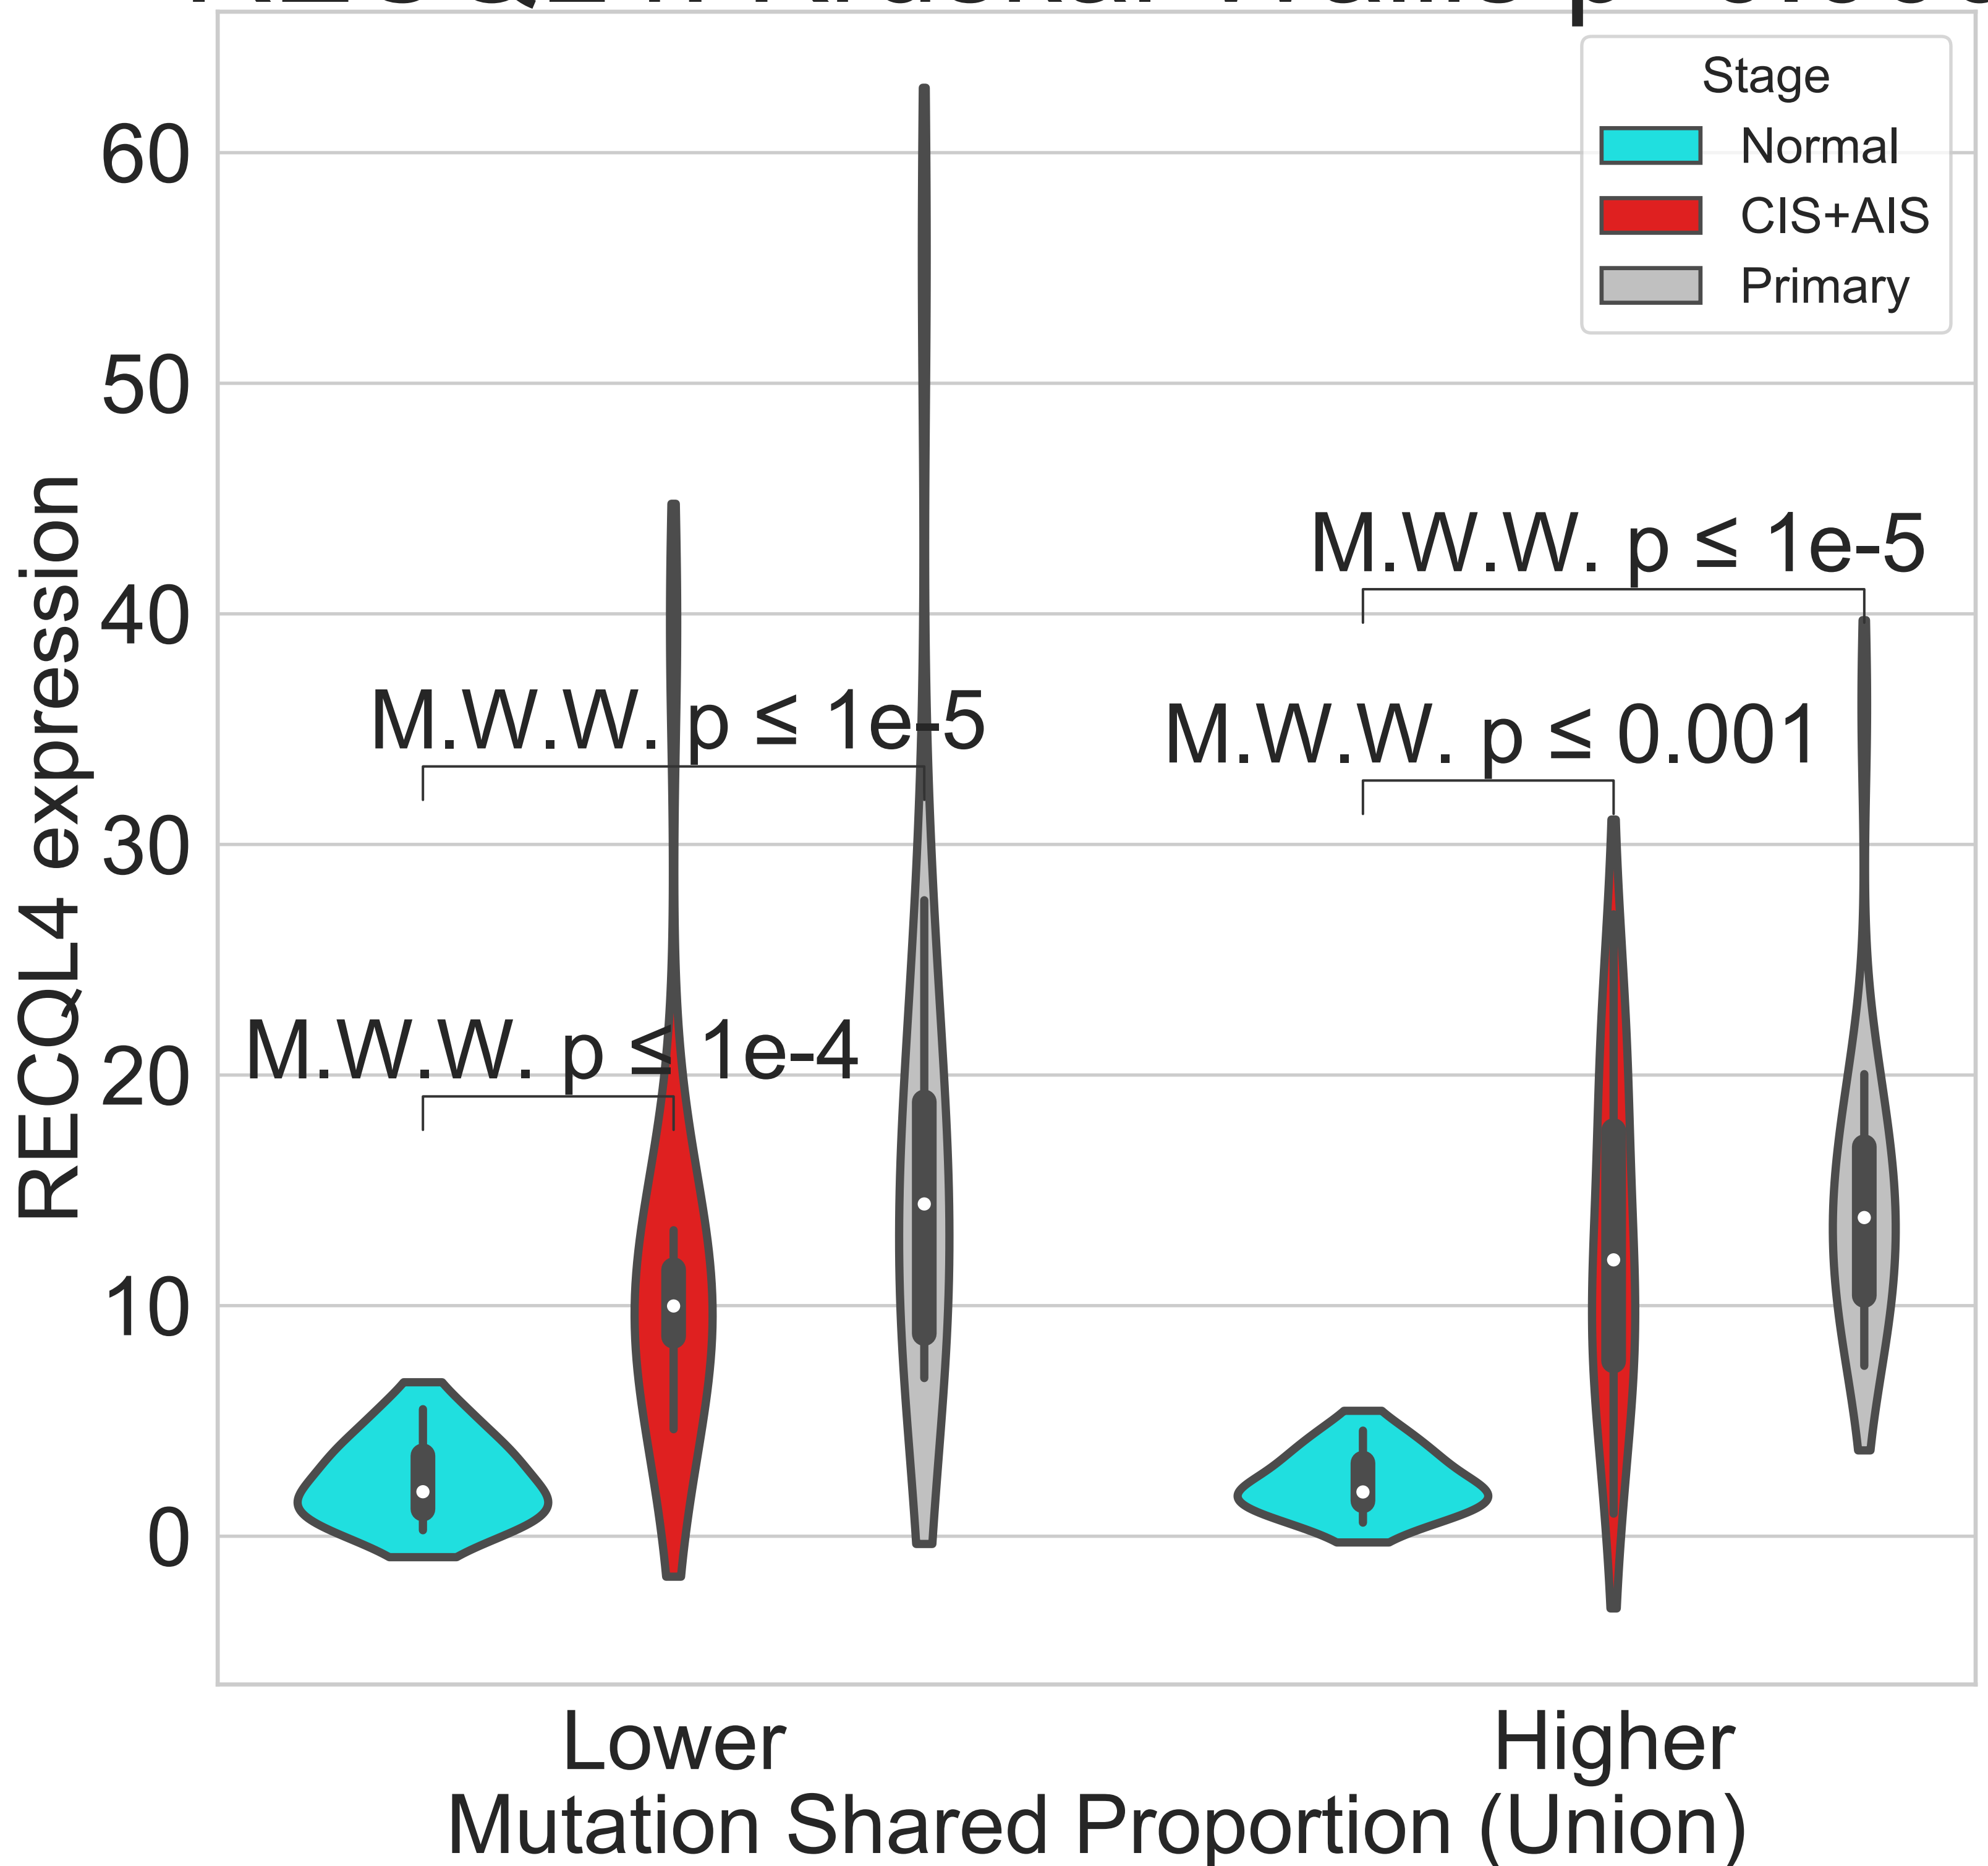 Stage
Normal
CIS+AIS
Primary
60
50
40
30
20
10
0
RECQL4 expression
M.W.W. p ≤ 1e-5
M.W.W. p ≤ 1e-5
M.W.W. p ≤ 0.001
M.W.W. p ≤ 1e-4
Lower
Higher
Mutation Shared Proportion (Union)